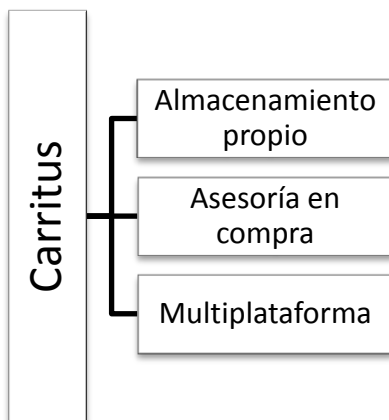 Carritus
Almacenamiento
propio
Asesoría en
compra
Multiplataforma